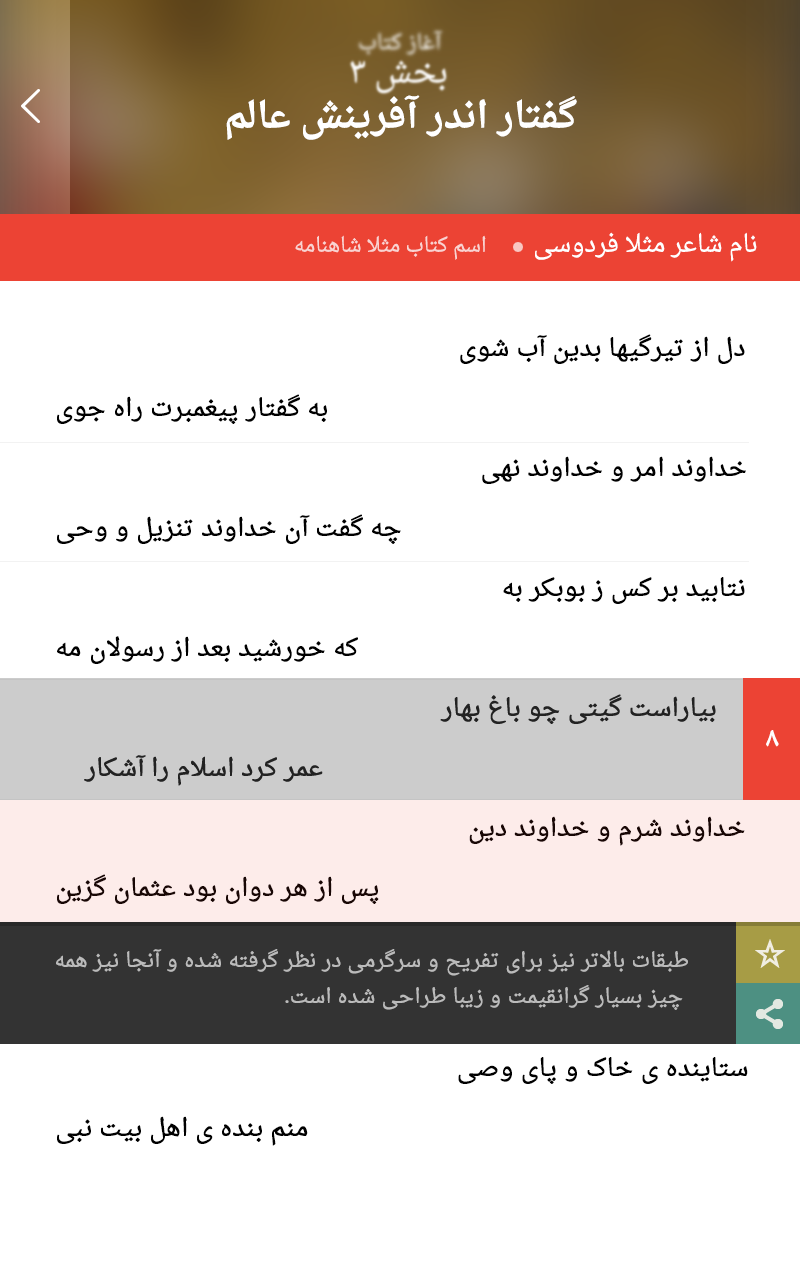 آغاز کتاب
بخش ۳
گفتار اندر آفرینش عالم
نام شاعر مثلا فردوسی • اسم کتاب مثلا شاهنامه
دل از تیرگیها بدین آب شوی
به گفتار پیغمبرت راه جوی
خداوند امر و خداوند نهی
چه گفت آن خداوند تنزیل و وحی
نتابید بر کس ز بوبکر به
که خورشید بعد از رسولان مه
۸ بیاراست گیتی چو باغ بهار
عمر کرد اسلام را آشکار
خداوند شرم و خداوند دین
پس از هر دوان بود عثمان گزین
طبقات بالاتر نیز برای تفریح و سرگرمی در نظر گرفته شده و آنجا نیز همه
چیز بسیار گرانقیمت و زیبا طراحی شده است.
ستاینده ی خاک و پای وصی
منم بنده ی اهل بیت نبی